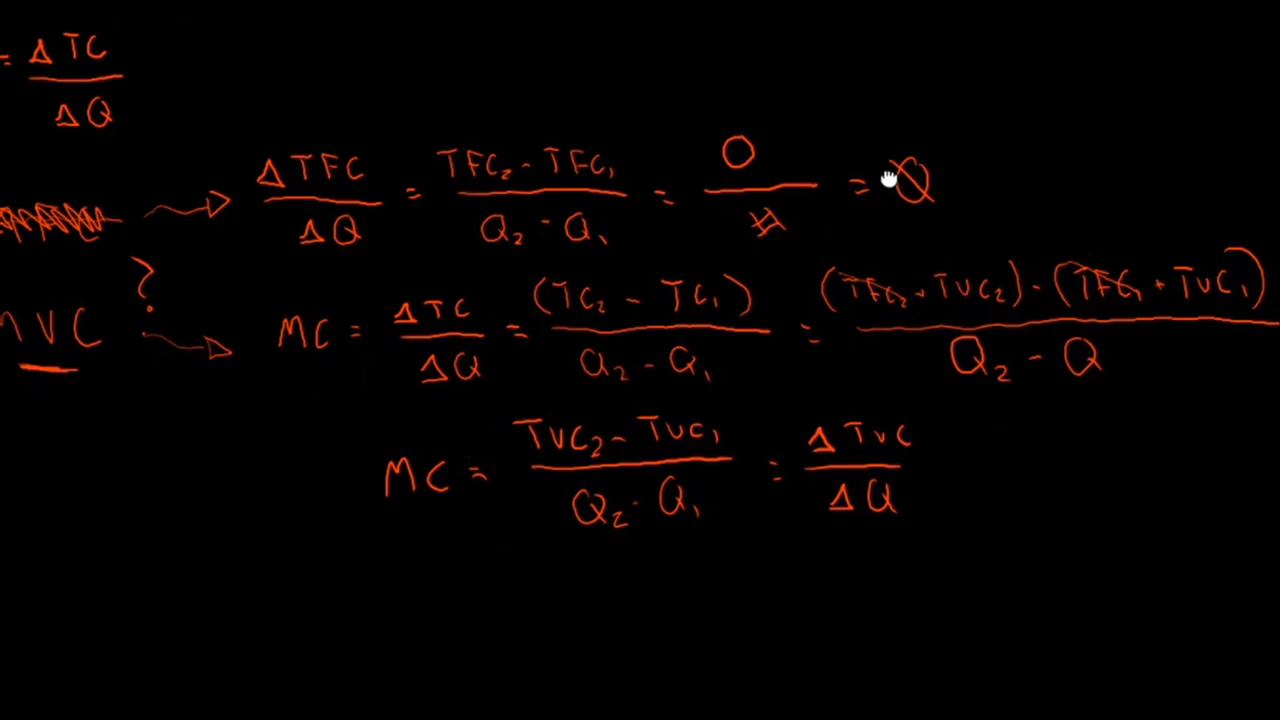 = ΔTC / ΔQ
ΔTFC / ΔQ = TFC₂ - TFC₁ / Q₂ - Q₁ = 0 / # = 0
?
MVC
MC = ΔTC / ΔQ = (TC₂ - TC₁) / Q₂ - Q₁ = (TFC₂ + TVC₂) - (TFC₁ + TVC₁) / Q₂ - Q
MC = TVC₂ - TVC₁ / Q₂ - Q₁ = ΔTVC / ΔQ